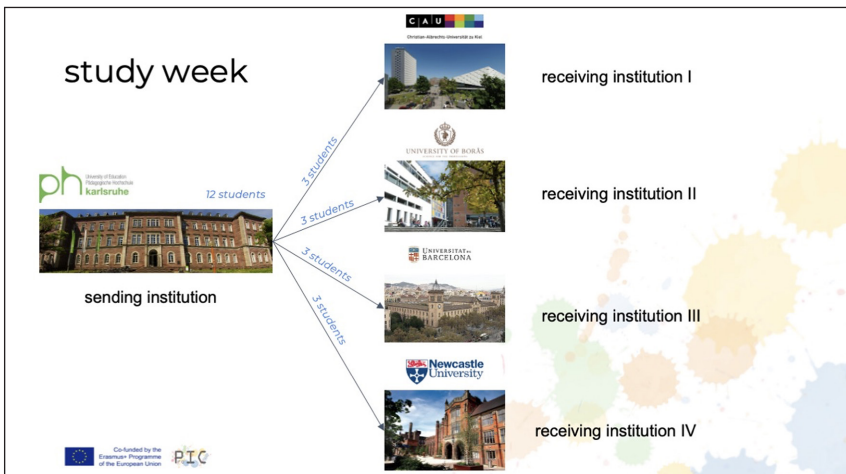 study week
University of Education
Pädagogische Hochschule
ph karlsruhe
12 students
sending institution
3 students
3 students
3 students
3 students
CAU
Christian-Albrechts-Universität zu Kiel
receiving institution I
UNIVERSITY OF BORÅS
receiving institution II
UNIVERSITAT DE
BARCELONA
receiving institution III
Newcastle
University
receiving institution IV
Co-funded by the
Erasmus+ Programme
of the European Union
PIC